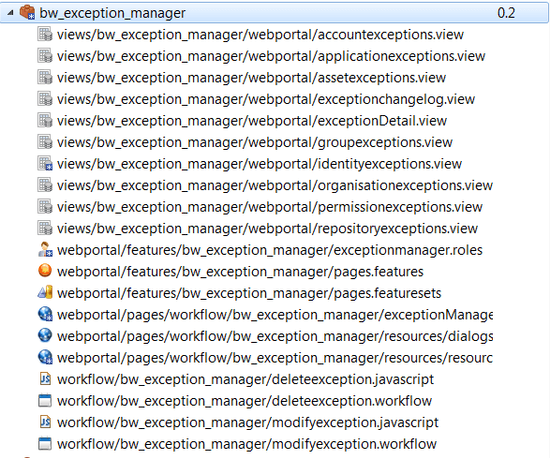 bw_exception_manager 0.2
views/bw_exception_manager/webportal/accountexceptions.view
views/bw_exception_manager/webportal/applicationexceptions.view
views/bw_exception_manager/webportal/assetexceptions.view
views/bw_exception_manager/webportal/exceptionchangelog.view
views/bw_exception_manager/webportal/exceptionDetail.view
views/bw_exception_manager/webportal/groupexceptions.view
views/bw_exception_manager/webportal/identityexceptions.view
views/bw_exception_manager/webportal/organisationexceptions.view
views/bw_exception_manager/webportal/permissionexceptions.view
views/bw_exception_manager/webportal/repositoryexceptions.view
webportal/features/bw_exception_manager/exceptionmanager.roles
webportal/features/bw_exception_manager/pages.features
webportal/features/bw_exception_manager/pages.featuresets
webportal/pages/workflow/bw_exception_manager/exceptionManage
webportal/pages/workflow/bw_exception_manager/resources/dialogs
webportal/pages/workflow/bw_exception_manager/resources/resourc
workflow/bw_exception_manager/deleteexception.javascript
workflow/bw_exception_manager/deleteexception.workflow
workflow/bw_exception_manager/modifyexception.javascript
workflow/bw_exception_manager/modifyexception.workflow